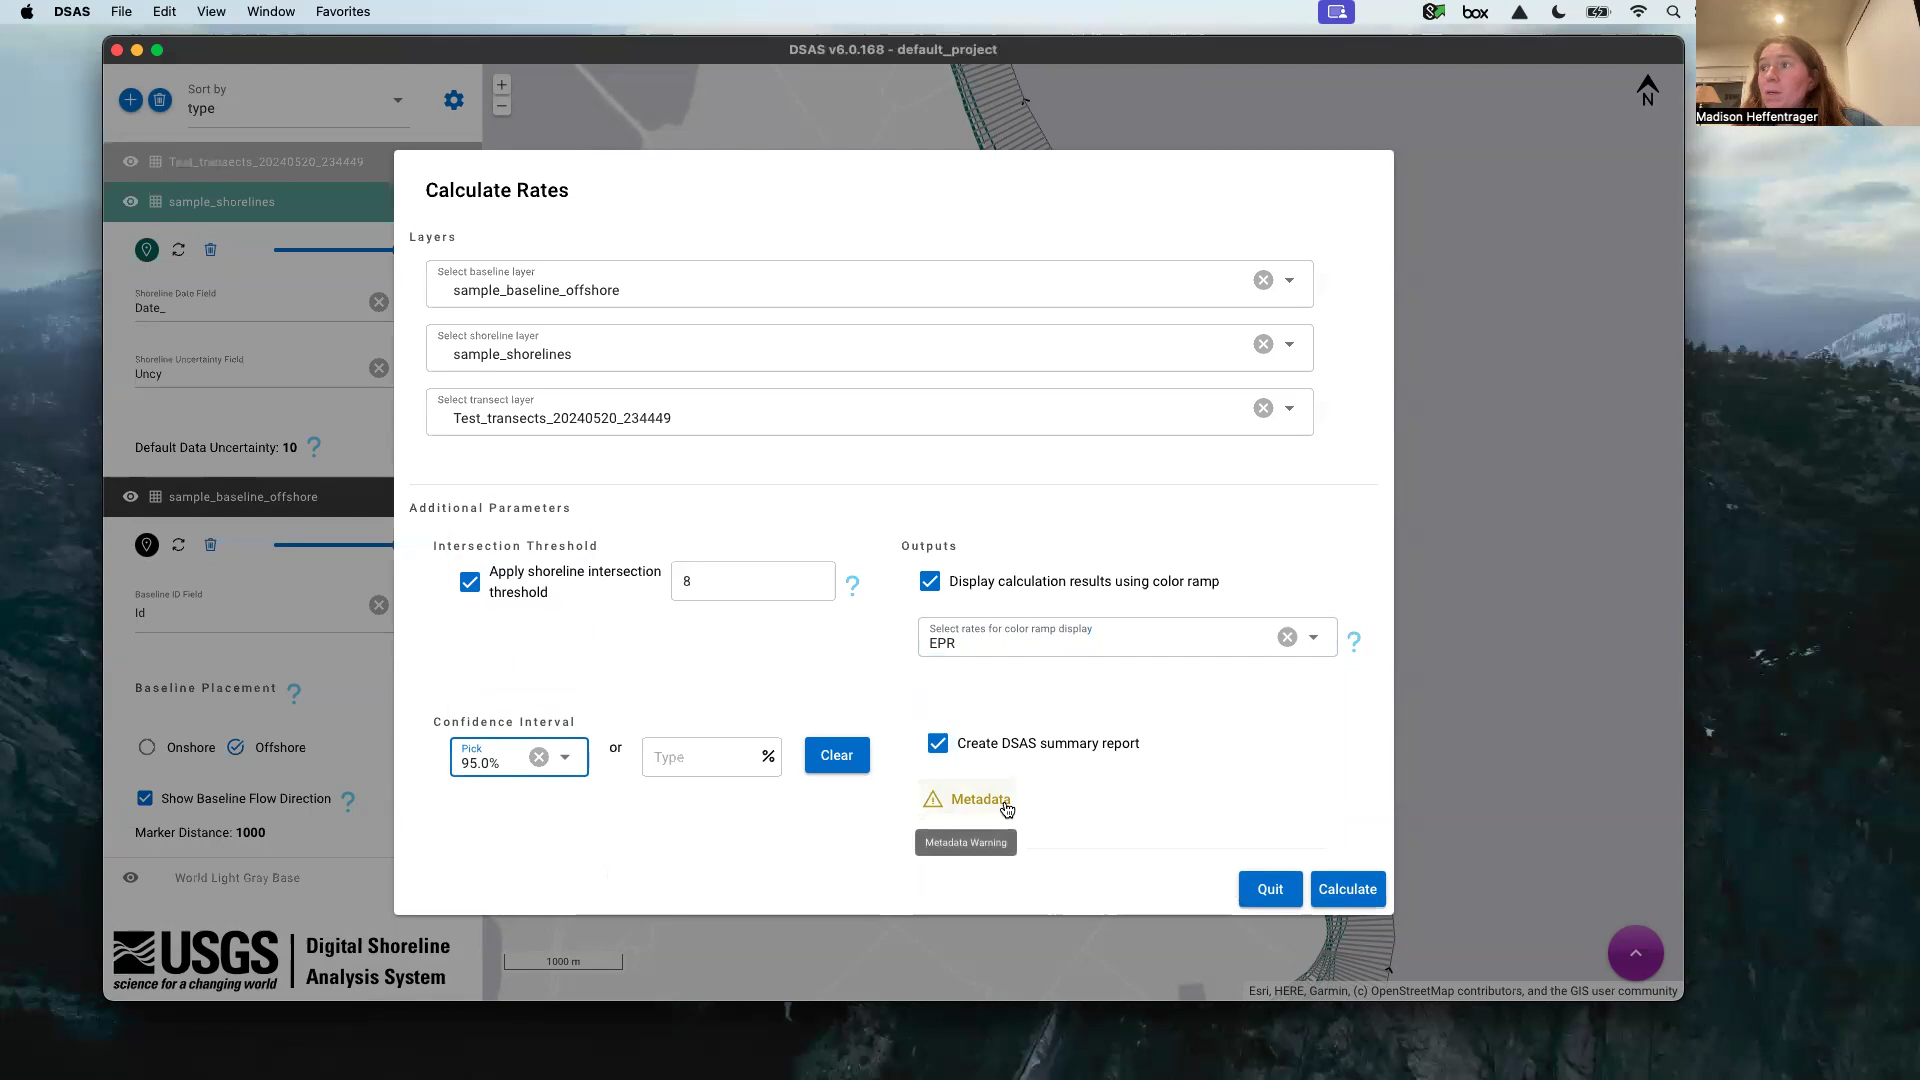 DSAS File Edit View Window Favorites
box
DSAS v6.0.168 - default_project
Madison Heffentrager
Sort by
type
+
−
N
Test_transects_20240520_234449
sample_shorelines
Shoreline Date Field
Date_
Shoreline Uncertainty Field
Uncy
Default Data Uncertainty: 10 ?
sample_baseline_offshore
Baseline ID Field
Id
Baseline Placement ?
Onshore Offshore
Show Baseline Flow Direction ?
Marker Distance: 1000
World Light Gray Base
USGS
science for a changing world
Digital Shoreline
Analysis System
Calculate Rates
Layers
Select baseline layer
sample_baseline_offshore
Select shoreline layer
sample_shorelines
Select transect layer
Test_transects_20240520_234449
Additional Parameters
Intersection Threshold
Apply shoreline intersection
threshold
8 ?
Outputs
Display calculation results using color ramp
Select rates for color ramp display
EPR
?
Confidence Interval
Pick
95.0%
or
Type %
Clear
Create DSAS summary report
Metadata
Metadata Warning
Quit Calculate
1000 m
Esri, HERE, Garmin, (c) OpenStreetMap contributors, and the GIS user community